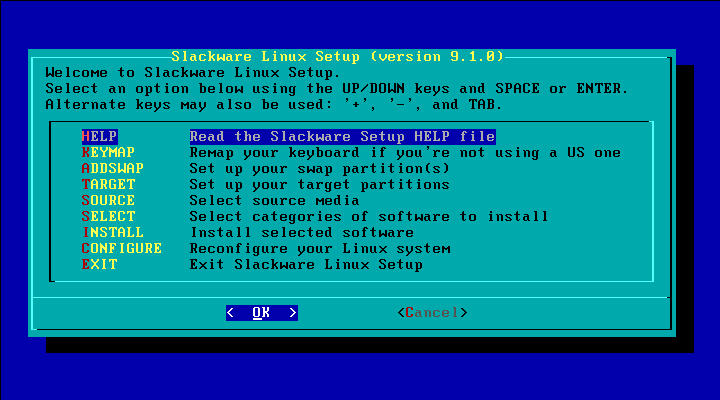 Slackware Linux Setup (version 9.1.0)
Welcome to Slackware Linux Setup.
Select an option below using the UP/DOWN keys and SPACE or ENTER.
Alternate keys may also be used: '+', '-', and TAB.
HELP Read the Slackware Setup HELP file
KEYMAP Remap your keyboard if you're not using a US one
ADDSWAP Set up your swap partition(s)
TARGET Set up your target partitions
SOURCE Select source media
SELECT Select categories of software to install
INSTALL Install selected software
CONFIGURE Reconfigure your Linux system
EXIT Exit Slackware Linux Setup
< OK > <Cancel>